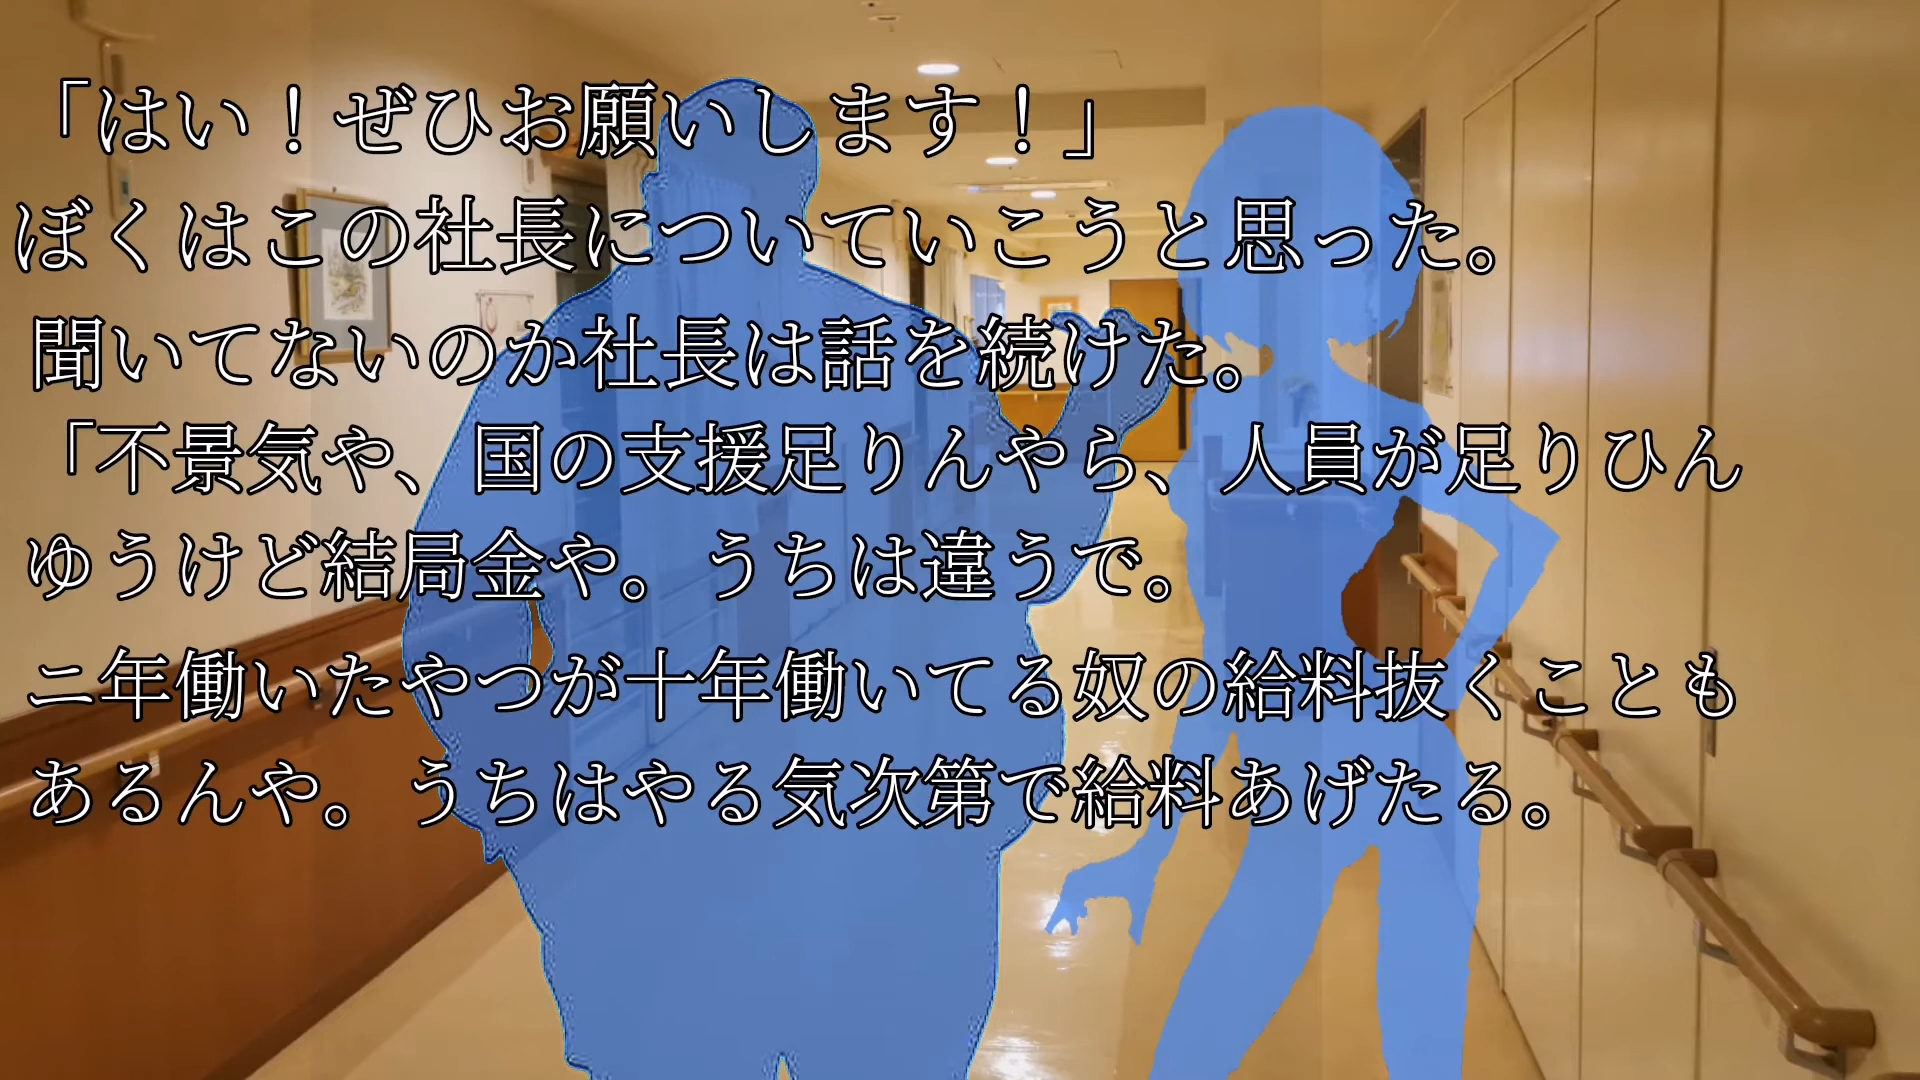 「はい！ぜひお願いします！」
ぼくはこの社長についていこうと思った。
聞いてないのか社長は話を続けた。
「不景気や、国の支援足りんやら、人員が足りひん
ゆうけど結局金や。うちは違うで。
ニ年働いたやつが十年働いてる奴の給料抜くことも
あるんや。うちはやる気次第で給料あげたる。